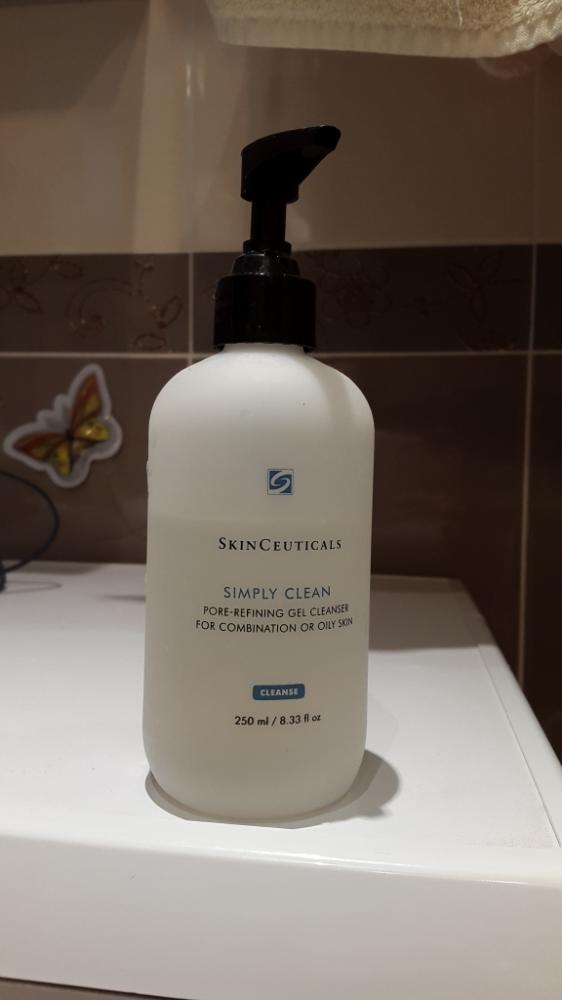 SKINCEUTICALS
SIMPLY CLEAN
PORE-REFINING GEL CLEANSER
FOR COMBINATION OR OILY SKIN
CLEANSE
250 ml / 8.33 fl oz